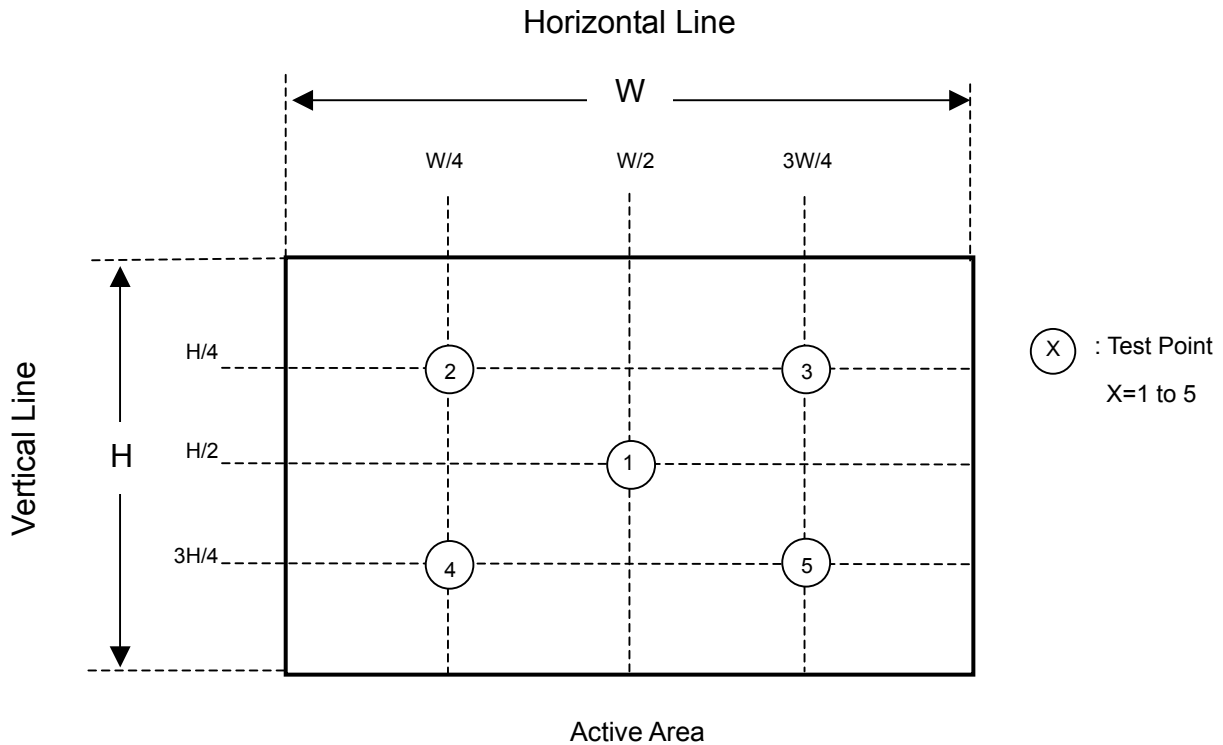 Horizontal Line
W
W/4 W/2 3W/4
H/4
2 3
: Test Point
X
X=1 to 5
Vertical Line
H
H/2
1
3H/4
4 5
Active Area